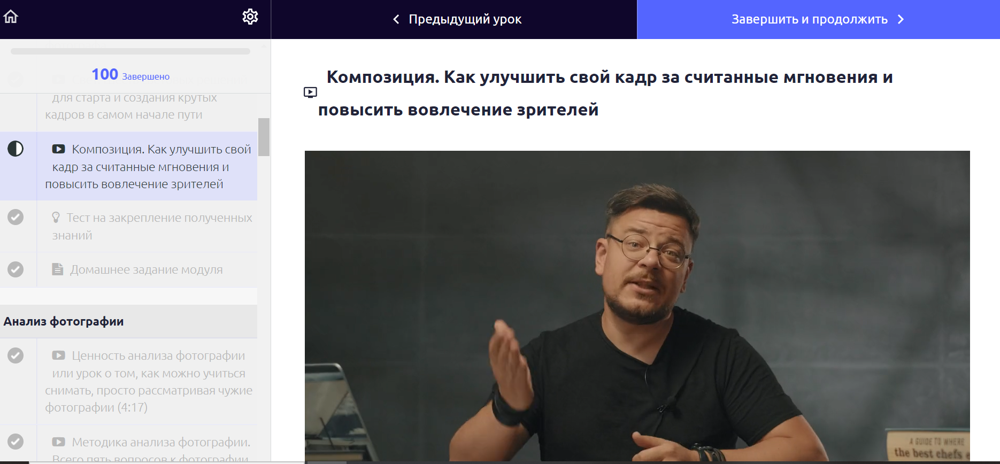 Предыдущий урок
Завершить и продолжить
100 Завершено
для старта и создания крутых
кадров в самом начале пути
Композиция. Как улучшить свой
кадр за считанные мгновения и
повысить вовлечение зрителей
Тест на закрепление полученных
знаний
Домашнее задание модуля
Анализ фотографии
Ценность анализа фотографии
или урок о том, как можно учиться
снимать, просто рассматривая чужие
фотографии (4:17)
Методика анализа фотографии.
Всего пять вопросов к фотографии
Композиция. Как улучшить свой кадр за считанные мгновения и
повысить вовлечение зрителей
A GUIDE TO WHERE
the best chefs